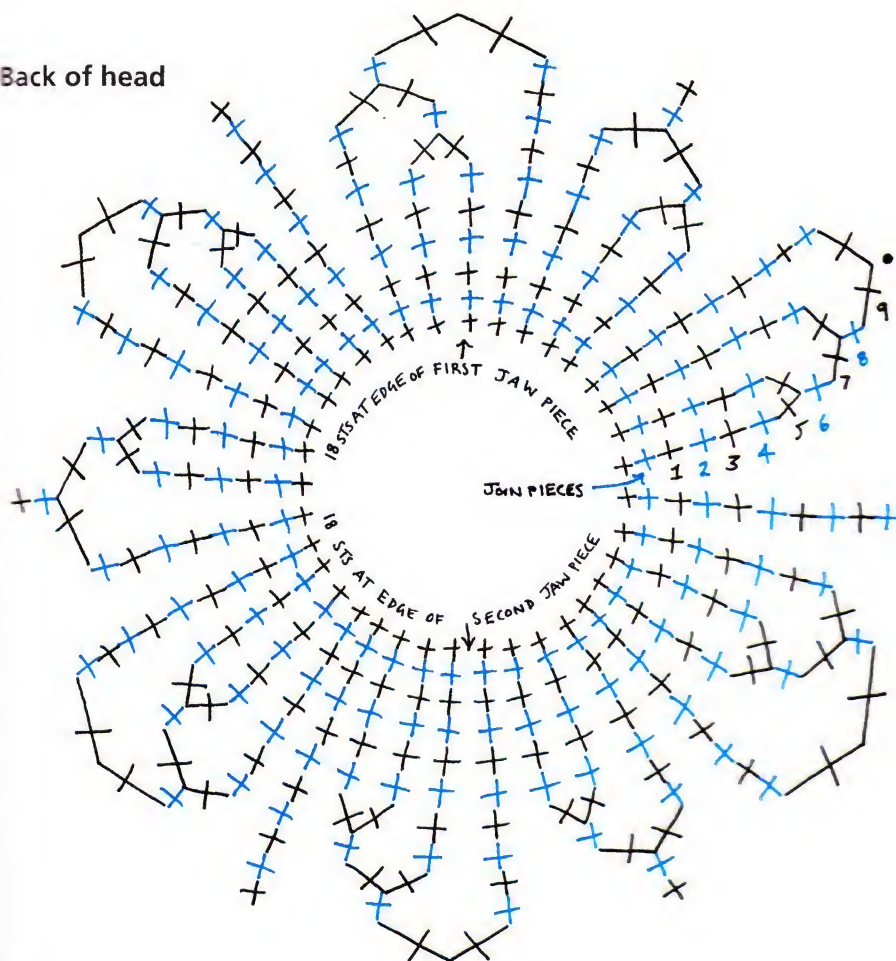 Back of head
18 STS AT EDGE OF FIRST JAW PIECE
JOIN PIECES
1 2 3 4 5 6 7 8 9
18 STS AT EDGE OF SECOND JAW PIECE